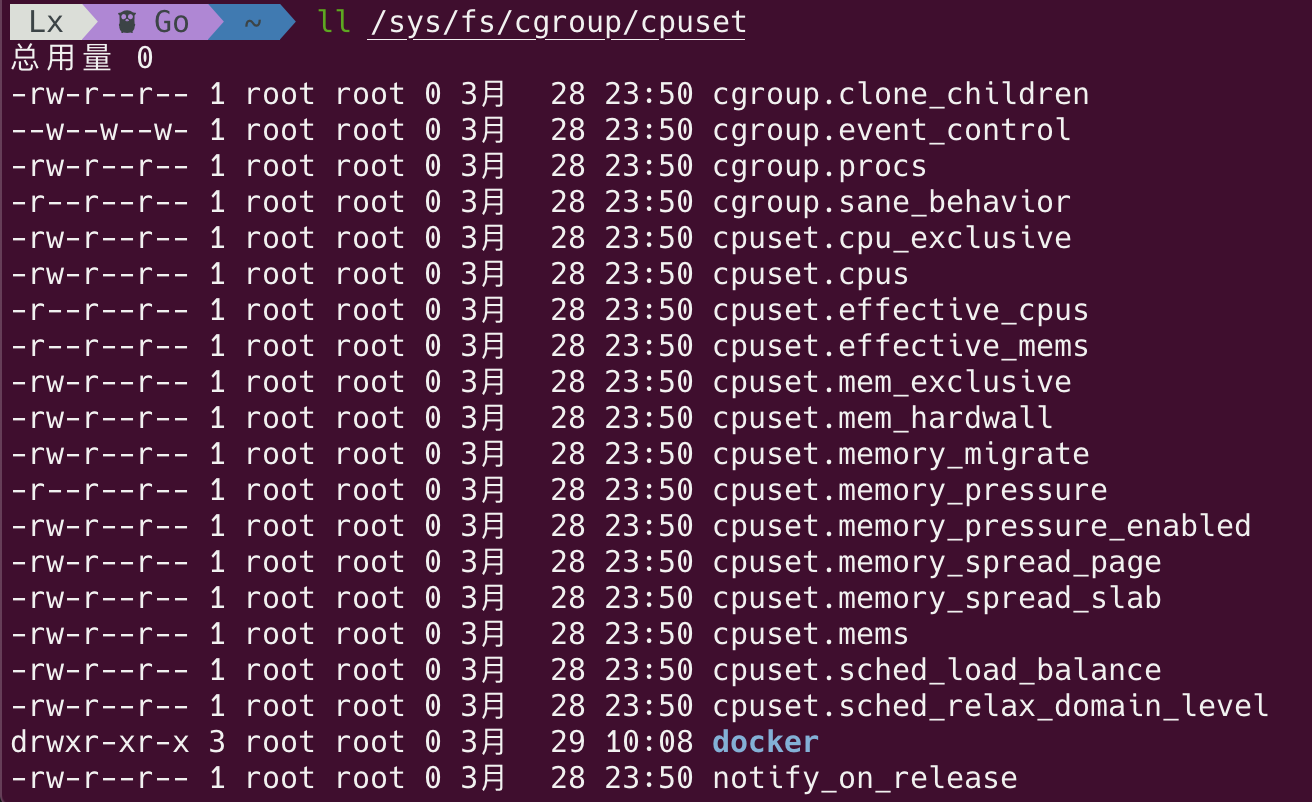 Lx Go ~ ll /sys/fs/cgroup/cpuset
总用量 0
-rw-r--r-- 1 root root 0 3月  28 23:50 cgroup.clone_children
--w--w--w- 1 root root 0 3月  28 23:50 cgroup.event_control
-rw-r--r-- 1 root root 0 3月  28 23:50 cgroup.procs
-r--r--r-- 1 root root 0 3月  28 23:50 cgroup.sane_behavior
-rw-r--r-- 1 root root 0 3月  28 23:50 cpuset.cpu_exclusive
-rw-r--r-- 1 root root 0 3月  28 23:50 cpuset.cpus
-r--r--r-- 1 root root 0 3月  28 23:50 cpuset.effective_cpus
-r--r--r-- 1 root root 0 3月  28 23:50 cpuset.effective_mems
-rw-r--r-- 1 root root 0 3月  28 23:50 cpuset.mem_exclusive
-rw-r--r-- 1 root root 0 3月  28 23:50 cpuset.mem_hardwall
-rw-r--r-- 1 root root 0 3月  28 23:50 cpuset.memory_migrate
-r--r--r-- 1 root root 0 3月  28 23:50 cpuset.memory_pressure
-rw-r--r-- 1 root root 0 3月  28 23:50 cpuset.memory_pressure_enabled
-rw-r--r-- 1 root root 0 3月  28 23:50 cpuset.memory_spread_page
-rw-r--r-- 1 root root 0 3月  28 23:50 cpuset.memory_spread_slab
-rw-r--r-- 1 root root 0 3月  28 23:50 cpuset.mems
-rw-r--r-- 1 root root 0 3月  28 23:50 cpuset.sched_load_balance
-rw-r--r-- 1 root root 0 3月  28 23:50 cpuset.sched_relax_domain_level
drwxr-xr-x 3 root root 0 3月  29 10:08 docker
-rw-r--r-- 1 root root 0 3月  28 23:50 notify_on_release